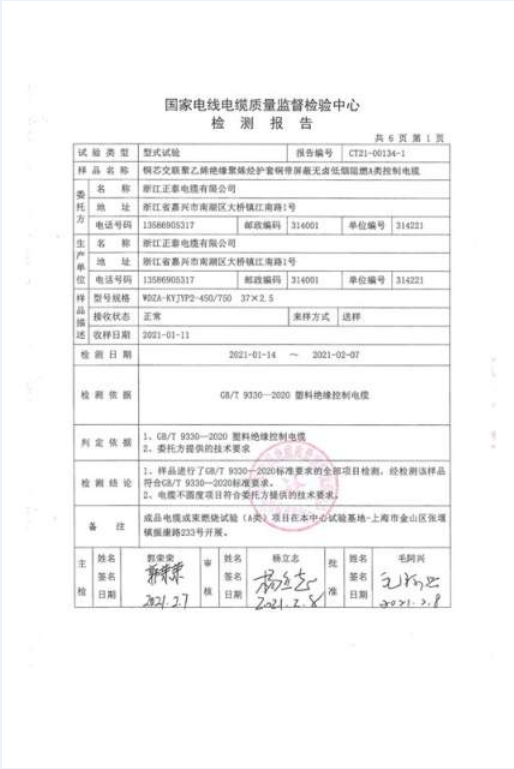 国家电线电缆质量监督检验中心
检 测 报 告
共 6 页 第 1 页
试 验 类 型 型式试验 报告编号 CT21-00134-1
样 品 名 称 铜芯交联聚乙烯绝缘聚烯烃护套铜带屏蔽无卤低烟阻燃A类控制电缆
委托方 名 称 浙江正泰电缆有限公司
地 址 浙江省嘉兴市南湖区大桥镇江南路1号
电话号码 13586905317 邮政编码 314001 单位编号 314221
生产单位 名 称 浙江正泰电缆有限公司
地 址 浙江省嘉兴市南湖区大桥镇江南路1号
电话号码 13586905317 邮政编码 314001 单位编号 314221
样品描述 型号规格 WDZA-KYJYP2-450/750 37×2.5
接收状态 正常 来样方式 送样
收样日期 2021-01-11
检 测 日 期 2021-01-14 ~ 2021-02-07
检 测 依 据 GB/T 9330—2020 塑料绝缘控制电缆
判 定 依 据 1、GB/T 9330—2020 塑料绝缘控制电缆
2、委托方提供的技术要求
检 测 结 论 1、样品进行了GB/T 9330—2020标准要求的全部项目检测，经检测该样品
符合GB/T 9330—2020标准要求。
2、电缆不圆度项目符合委托方提供的技术要求。
备 注 成品电缆成束燃烧试验（A类）项目在本中心试验基地-上海市金山区张堰
镇振康路233号开展。
主检 姓名 郭荣荣 审核 姓名 杨立志 批准 姓名 毛阿兴
签名 郭荣荣 签名 杨立志 签名
日期 2021.2.7 日期 2021.2.8 日期 2021.2.8